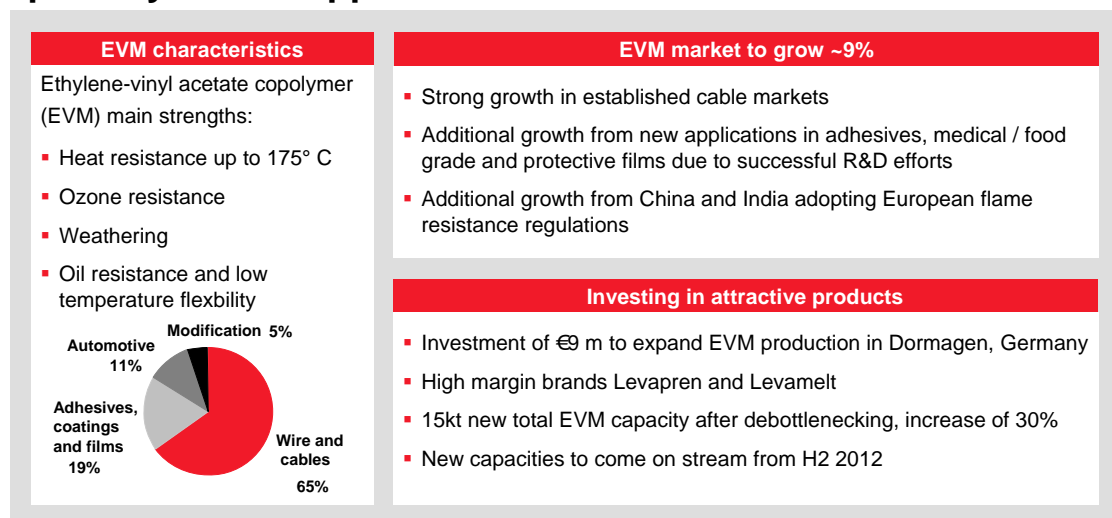 EVM characteristics
Ethylene-vinyl acetate copolymer
(EVM) main strengths:
▪ Heat resistance up to 175° C
▪ Ozone resistance
▪ Weathering
▪ Oil resistance and low
temperature flexbility
Modification 5%
Automotive
11%
Adhesives,
coatings
and films
19%
Wire and
cables
65%
EVM market to grow ~9%
▪ Strong growth in established cable markets
▪ Additional growth from new applications in adhesives, medical / food
grade and protective films due to successful R&D efforts
▪ Additional growth from China and India adopting European flame
resistance regulations
Investing in attractive products
▪ Investment of €9 m to expand EVM production in Dormagen, Germany
▪ High margin brands Levapren and Levamelt
▪ 15kt new total EVM capacity after debottlenecking, increase of 30%
▪ New capacities to come on stream from H2 2012